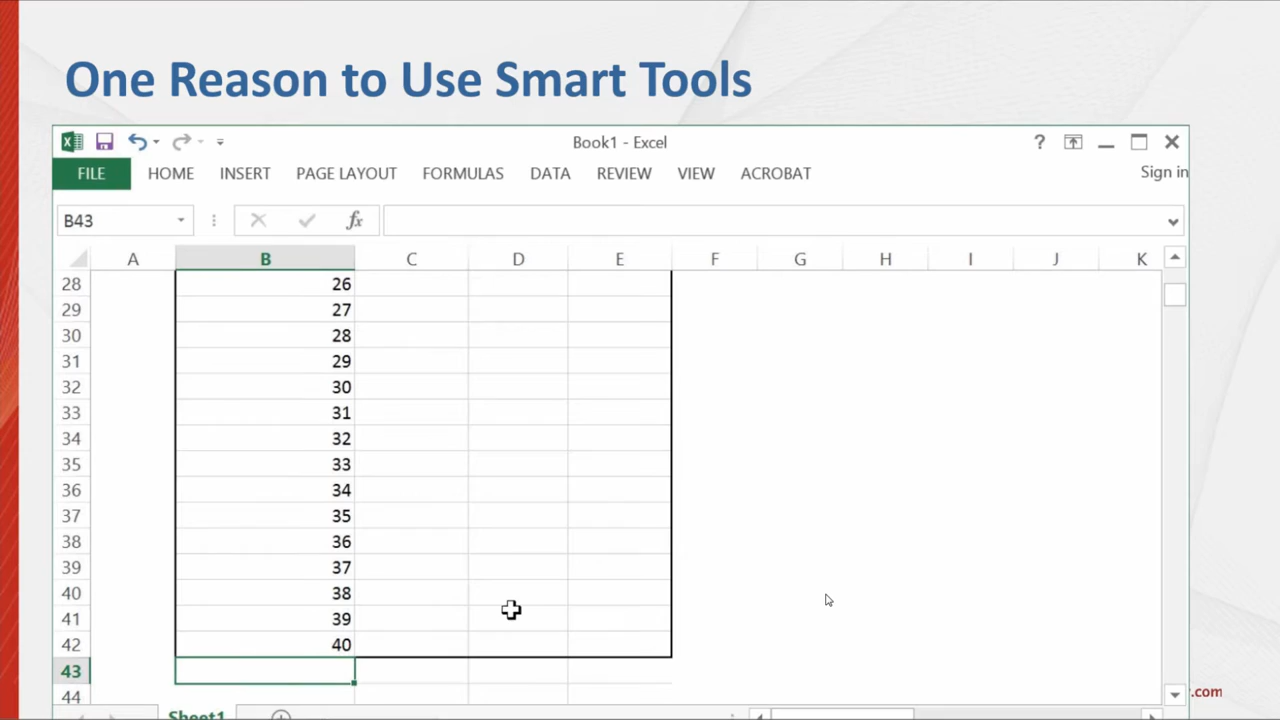 One Reason to Use Smart Tools
Book1 - Excel
?
FILE HOME INSERT PAGE LAYOUT FORMULAS DATA REVIEW VIEW ACROBAT Sign in
B43 fx
A B C D E F G H I J K
28 26
29 27
30 28
31 29
32 30
33 31
34 32
35 33
36 34
37 35
38 36
39 37
40 38
41 39
42 40
43
44
.com
Sheet1